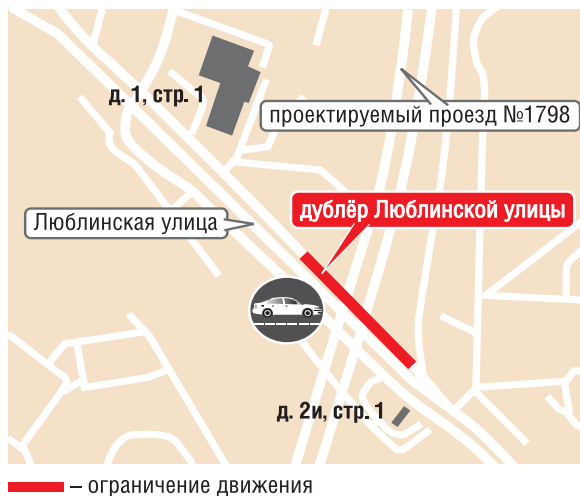 д. 1, стр. 1
проектируемый проезд №1798
дублёр Люблинской улицы
Люблинская улица
д. 2и, стр. 1
– ограничение движения